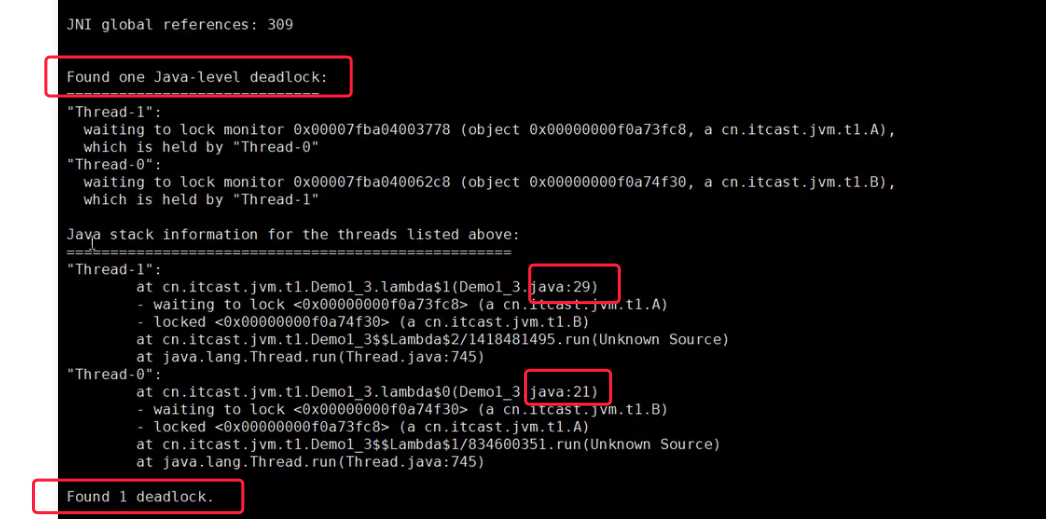 JNI global references: 309
Found one Java-level deadlock:
=============================
"Thread-1":
  waiting to lock monitor 0x00007fba04003778 (object 0x00000000f0a73fc8, a cn.itcast.jvm.t1.A),
  which is held by "Thread-0"
"Thread-0":
  waiting to lock monitor 0x00007fba040062c8 (object 0x00000000f0a74f30, a cn.itcast.jvm.t1.B),
  which is held by "Thread-1"
Java stack information for the threads listed above:
===================================================
"Thread-1":
        at cn.itcast.jvm.t1.Demo1_3.lambda$1(Demo1_3.java:29)
        - waiting to lock <0x00000000f0a73fc8> (a cn.itcast.jvm.t1.A)
        - locked <0x00000000f0a74f30> (a cn.itcast.jvm.t1.B)
        at cn.itcast.jvm.t1.Demo1_3$$Lambda$2/1418481495.run(Unknown Source)
        at java.lang.Thread.run(Thread.java:745)
"Thread-0":
        at cn.itcast.jvm.t1.Demo1_3.lambda$0(Demo1_3.java:21)
        - waiting to lock <0x00000000f0a74f30> (a cn.itcast.jvm.t1.B)
        - locked <0x00000000f0a73fc8> (a cn.itcast.jvm.t1.A)
        at cn.itcast.jvm.t1.Demo1_3$$Lambda$1/834600351.run(Unknown Source)
        at java.lang.Thread.run(Thread.java:745)
Found 1 deadlock.